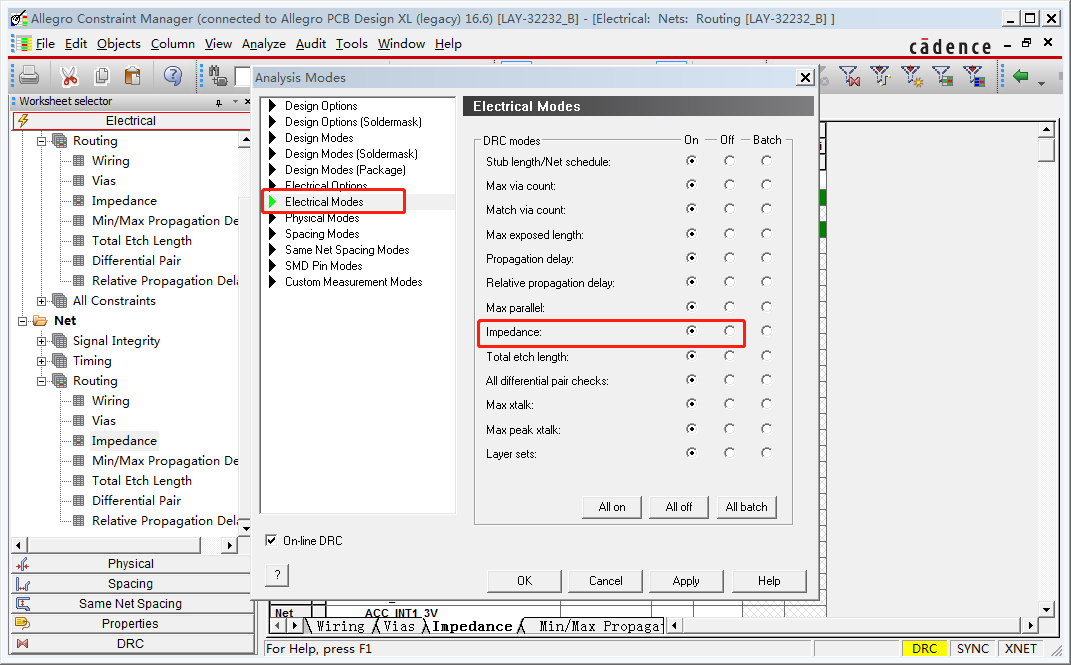 Allegro Constraint Manager (connected to Allegro PCB Design XL (legacy) 16.6) [LAY-32232_B] - [Electrical: Nets: Routing [LAY-32232_B] ]
File Edit Objects Column View Analyze Audit Tools Window Help
cādence
Worksheet selector
Electrical
Routing
Wiring
Vias
Impedance
Min/Max Propagation De
Total Etch Length
Differential Pair
Relative Propagation Dela
All Constraints
Net
Signal Integrity
Timing
Routing
Wiring
Vias
Impedance
Min/Max Propagation De
Total Etch Length
Differential Pair
Relative Propagation Dela
Physical
Spacing
Same Net Spacing
Properties
DRC
Analysis Modes
Design Options
Design Options (Soldermask)
Design Modes
Design Modes (Soldermask)
Design Modes (Package)
Electrical Options
Electrical Modes
Physical Modes
Spacing Modes
Same Net Spacing Modes
SMD Pin Modes
Custom Measurement Modes
Electrical Modes
DRC modes On Off Batch
Stub length/Net schedule:
Max via count:
Match via count:
Max exposed length:
Propagation delay:
Relative propagation delay:
Max parallel:
Impedance:
Total etch length:
All differential pair checks:
Max xtalk:
Max peak xtalk:
Layer sets:
All on All off All batch
On-line DRC
? OK Cancel Apply Help
Net ACC_INT1_3V
Wiring Vias Impedance Min/Max Propagat
For Help, press F1
DRC SYNC XNET